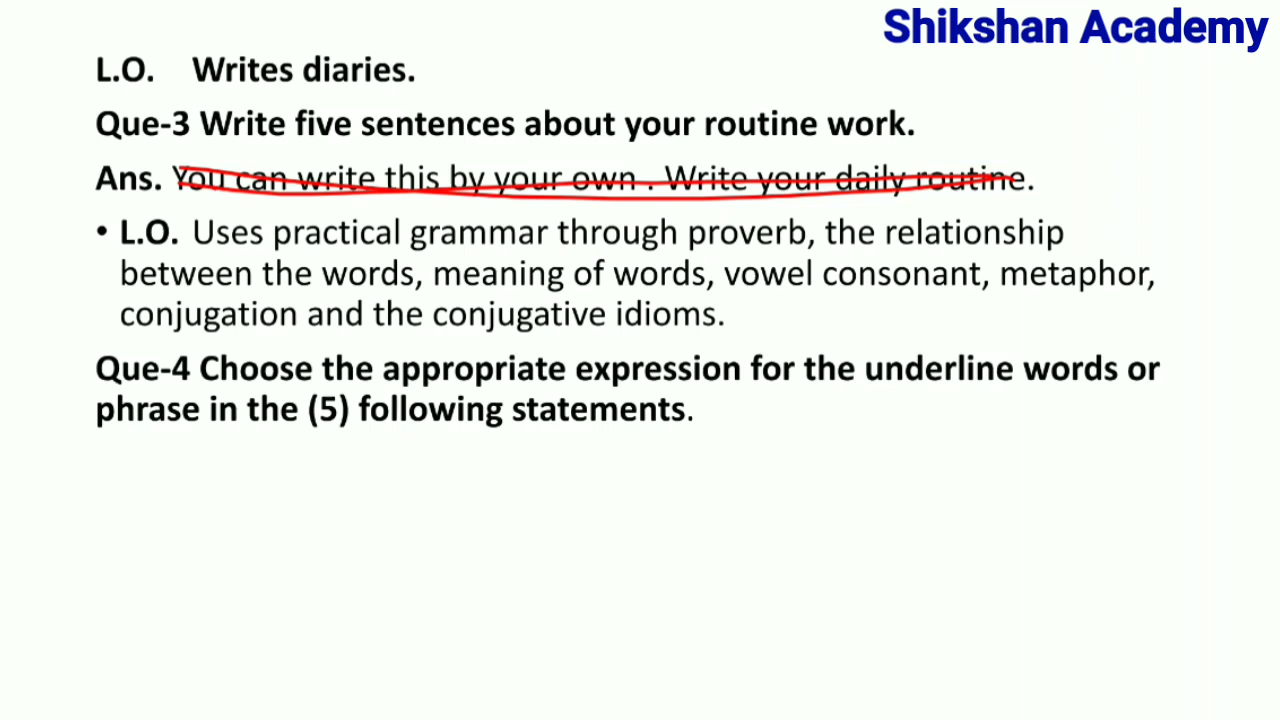 Shikshan Academy
L.O. Writes diaries.
Que-3 Write five sentences about your routine work.
Ans. You can write this by your own . Write your daily routine.
• L.O. Uses practical grammar through proverb, the relationship
between the words, meaning of words, vowel consonant, metaphor,
conjugation and the conjugative idioms.
Que-4 Choose the appropriate expression for the underline words or
phrase in the (5) following statements.